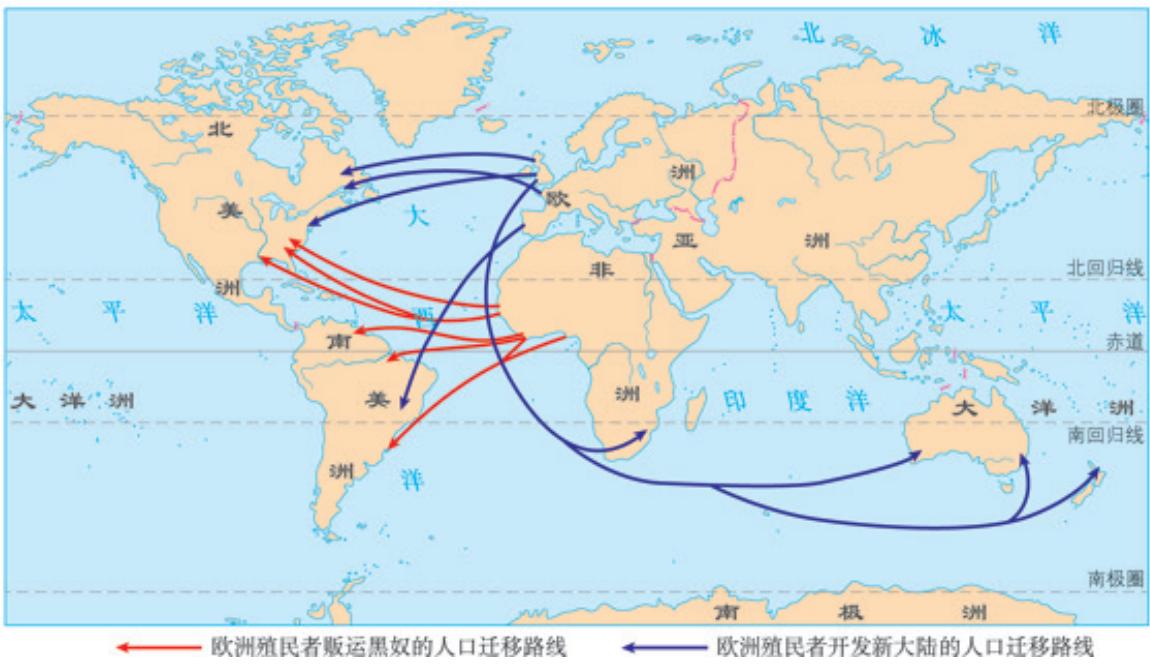 北 冰 洋
北极圈
北
洲
欧
美
大
亚 洲
非
北回归线
洲
太 平 洋
西
太 平 洋
南
赤道
洲
美
大 洋 洲
印 度 洋
大 洋 洲
南回归线
洲
洋
南极圈
南 极 洲
欧洲殖民者贩运黑奴的人口迁移路线
欧洲殖民者开发新大陆的人口迁移路线